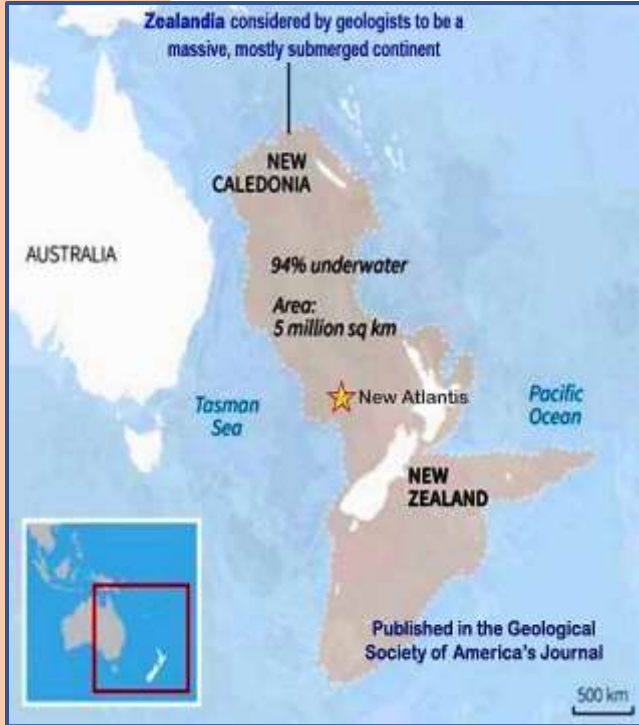 Zealandia considered by geologists to be a
massive, mostly submerged continent
NEW
CALEDONIA
AUSTRALIA
94% underwater
Area:
5 million sq km
New Atlantis
Tasman
Sea
Pacific
Ocean
NEW
ZEALAND
Published in the Geological
Society of America's Journal
500 km